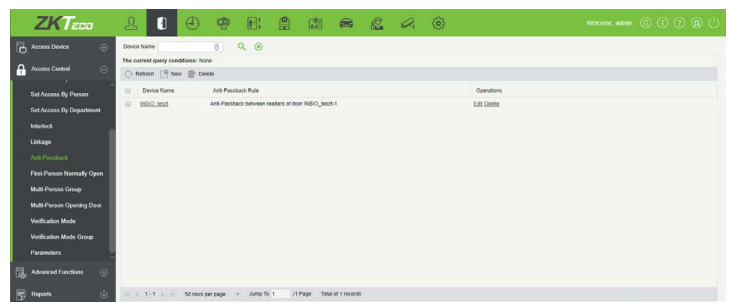 ZKTeco
Welcome, admin
Access Device
Access Control
Set Access By Person
Set Access By Department
Interlock
Linkage
Anti-Passback
First-Person Normally Open
Multi-Person Group
Multi-Person Opening Door
Verification Mode
Verification Mode Group
Parameters
Advanced Functions
Reports
Device Name
The current query conditions: None
Refresh New Delete
Device Name Anti-Passback Rule Operations
INBIO_teszt Anti-Passback between readers of door INBIO_teszt-1 Edit Delete
1-1 50 rows per page Jump To 1 /1 Page Total of 1 records